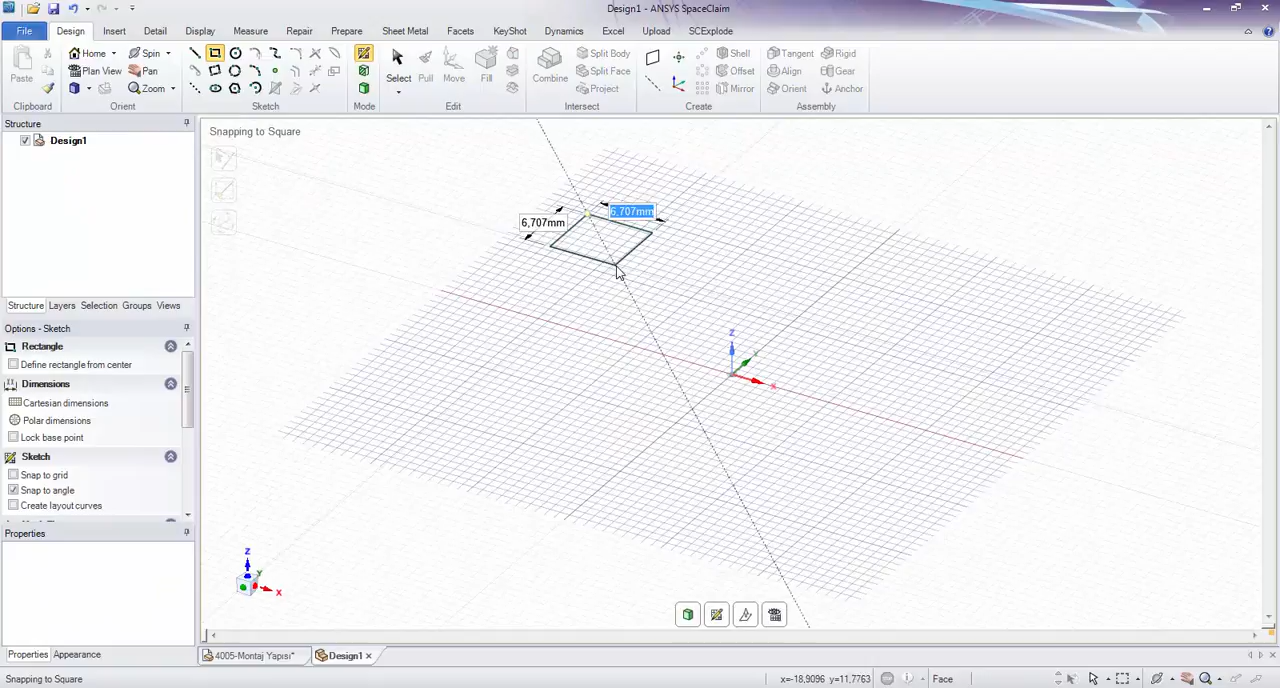 Design1 - ANSYS SpaceClaim
File Design Insert Detail Display Measure Repair Prepare Sheet Metal Facets KeyShot Dynamics Excel Upload SCExplode
Home Spin Select Pull Move Fill Split Body Shell Tangent Rigid
Paste Plan View Pan Combine Split Face Offset Align Gear
Zoom Project Mirror Orient Anchor
Clipboard Orient Sketch Mode Edit Intersect Create Assembly
Structure
Snapping to Square
Design1
6,707mm
6,707mm
Structure Layers Selection Groups Views
Options - Sketch
Rectangle
Define rectangle from center
Dimensions
Cartesian dimensions
Polar dimensions
Lock base point
Sketch
Snap to grid
Snap to angle
Create layout curves
Z
Y
X
Properties
Z
Y
X
Properties Appearance
4005-Montaj Yapısı*
Design1
Snapping to Square
x=-18,9096 y=11,7763
Face